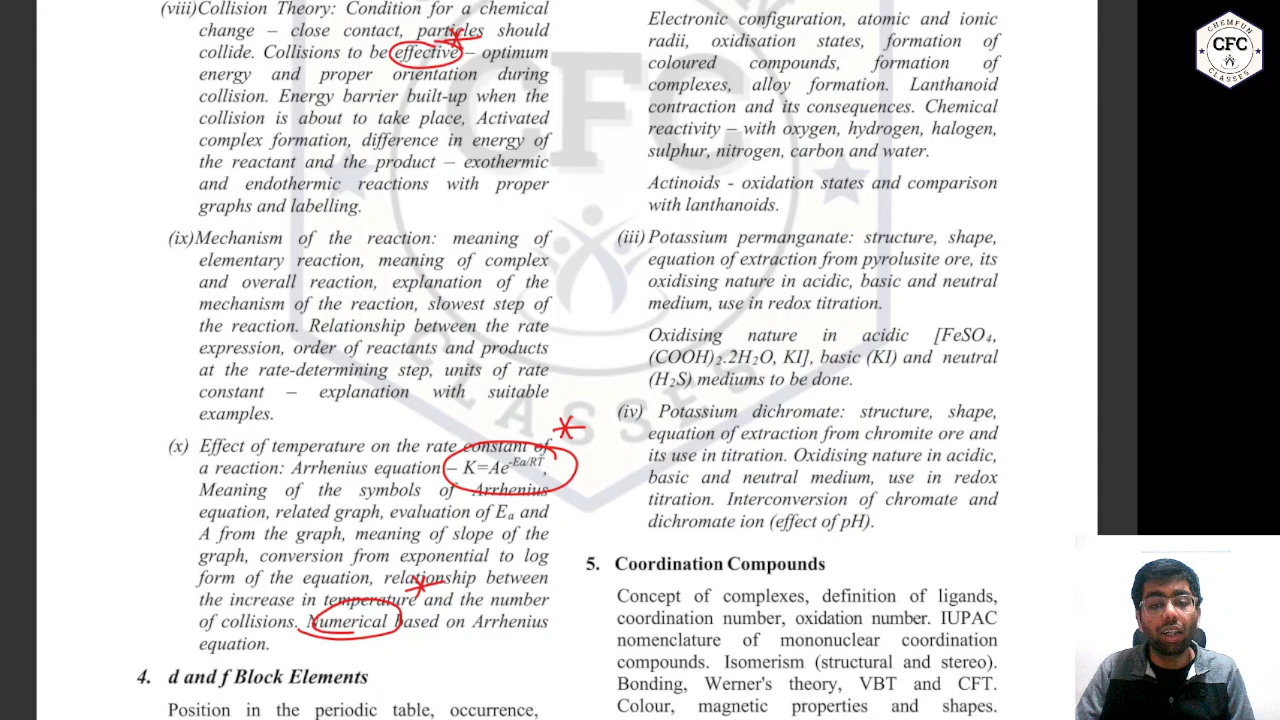 (viii)Collision Theory: Condition for a chemical
change – close contact, particles should
collide. Collisions to be effective – optimum
energy and proper orientation during
collision. Energy barrier built-up when the
collision is about to take place, Activated
complex formation, difference in energy of
the reactant and the product – exothermic
and endothermic reactions with proper
graphs and labelling.
(ix)Mechanism of the reaction: meaning of
elementary reaction, meaning of complex
and overall reaction, explanation of the
mechanism of the reaction, slowest step of
the reaction. Relationship between the rate
expression, order of reactants and products
at the rate-determining step, units of rate
constant – explanation with suitable
examples.
(x) Effect of temperature on the rate constant of
a reaction: Arrhenius equation – K=Ae-Ea/RT,
Meaning of the symbols of Arrhenius
equation, related graph, evaluation of Ea and
A from the graph, meaning of slope of the
graph, conversion from exponential to log
form of the equation, relationship between
the increase in temperature and the number
of collisions. Numerical based on Arrhenius
equation.
4. d and f Block Elements
Position in the periodic table, occurrence,
Electronic configuration, atomic and ionic
radii, oxidisation states, formation of
coloured compounds, formation of
complexes, alloy formation. Lanthanoid
contraction and its consequences. Chemical
reactivity – with oxygen, hydrogen, halogen,
sulphur, nitrogen, carbon and water.
Actinoids - oxidation states and comparison
with lanthanoids.
(iii) Potassium permanganate: structure, shape,
equation of extraction from pyrolusite ore, its
oxidising nature in acidic, basic and neutral
medium, use in redox titration.
Oxidising nature in acidic [FeSO4,
(COOH)2.2H2O, KI], basic (KI) and neutral
(H2S) mediums to be done.
(iv) Potassium dichromate: structure, shape,
equation of extraction from chromite ore and
its use in titration. Oxidising nature in acidic,
basic and neutral medium, use in redox
titration. Interconversion of chromate and
dichromate ion (effect of pH).
5. Coordination Compounds
Concept of complexes, definition of ligands,
coordination number, oxidation number. IUPAC
nomenclature of mononuclear coordination
compounds. Isomerism (structural and stereo).
Bonding, Werner's theory, VBT and CFT.
Colour, magnetic properties and shapes.
CHEMFUN
CFC
CLASSES
CFC
CLASSES